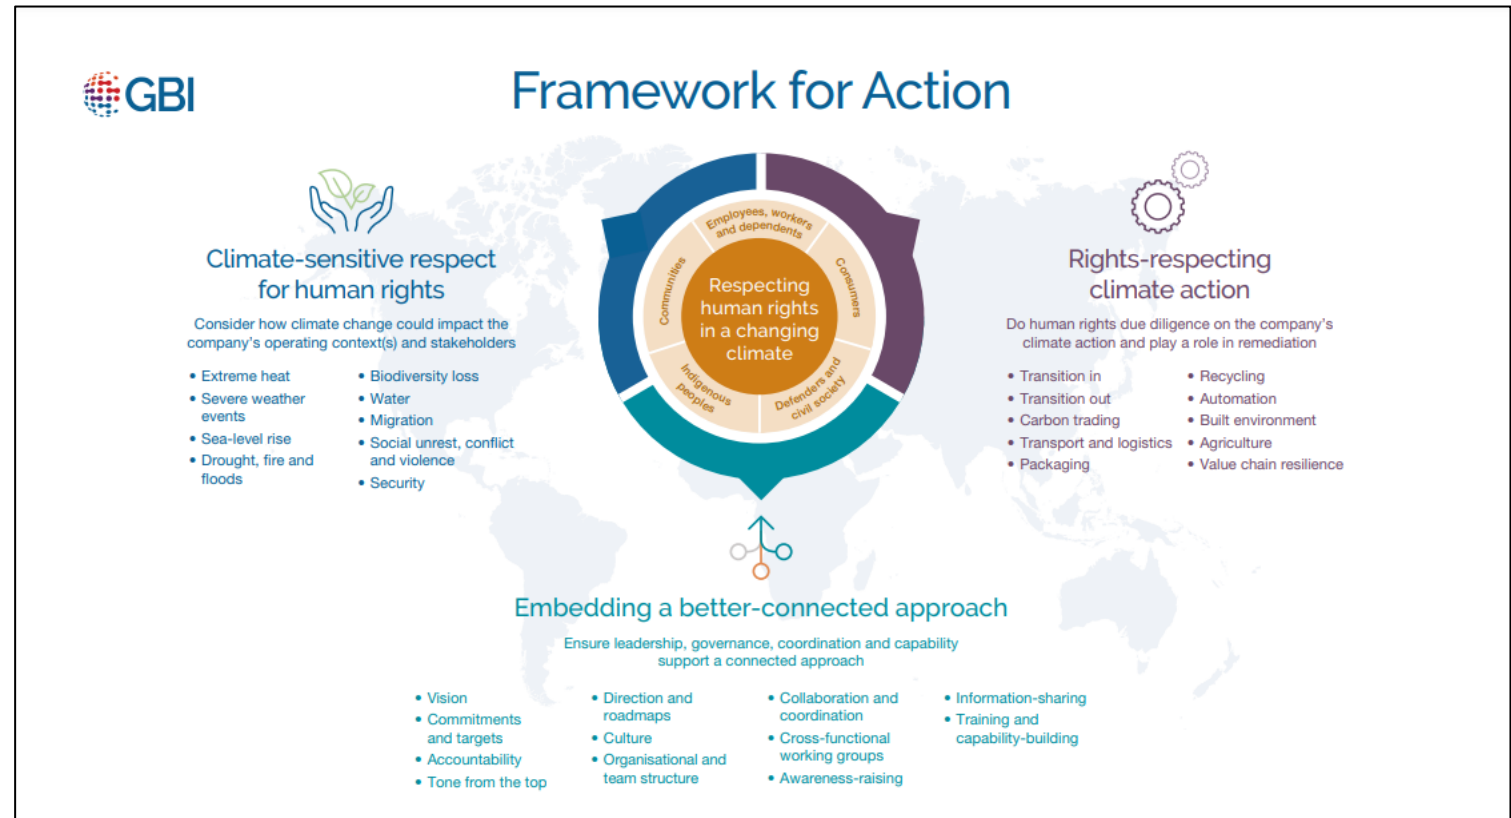 GBI
Framework for Action
Employees, workers
and dependents
Communities
Consumers
Indigenous
peoples
Defenders and
civil society
Respecting
human rights
in a changing
climate
Climate-sensitive respect
for human rights
Consider how climate change could impact the
company's operating context(s) and stakeholders
• Extreme heat
• Severe weather
events
• Sea-level rise
• Drought, fire and
floods
• Biodiversity loss
• Water
• Migration
• Social unrest, conflict
and violence
• Security
Rights-respecting
climate action
Do human rights due diligence on the company's
climate action and play a role in remediation
• Transition in
• Transition out
• Carbon trading
• Transport and logistics
• Packaging
• Recycling
• Automation
• Built environment
• Agriculture
• Value chain resilience
Embedding a better-connected approach
Ensure leadership, governance, coordination and capability
support a connected approach
• Vision
• Commitments
and targets
• Accountability
• Tone from the top
• Direction and
roadmaps
• Culture
• Organisational and
team structure
• Collaboration and
coordination
• Cross-functional
working groups
• Awareness-raising
• Information-sharing
• Training and
capability-building